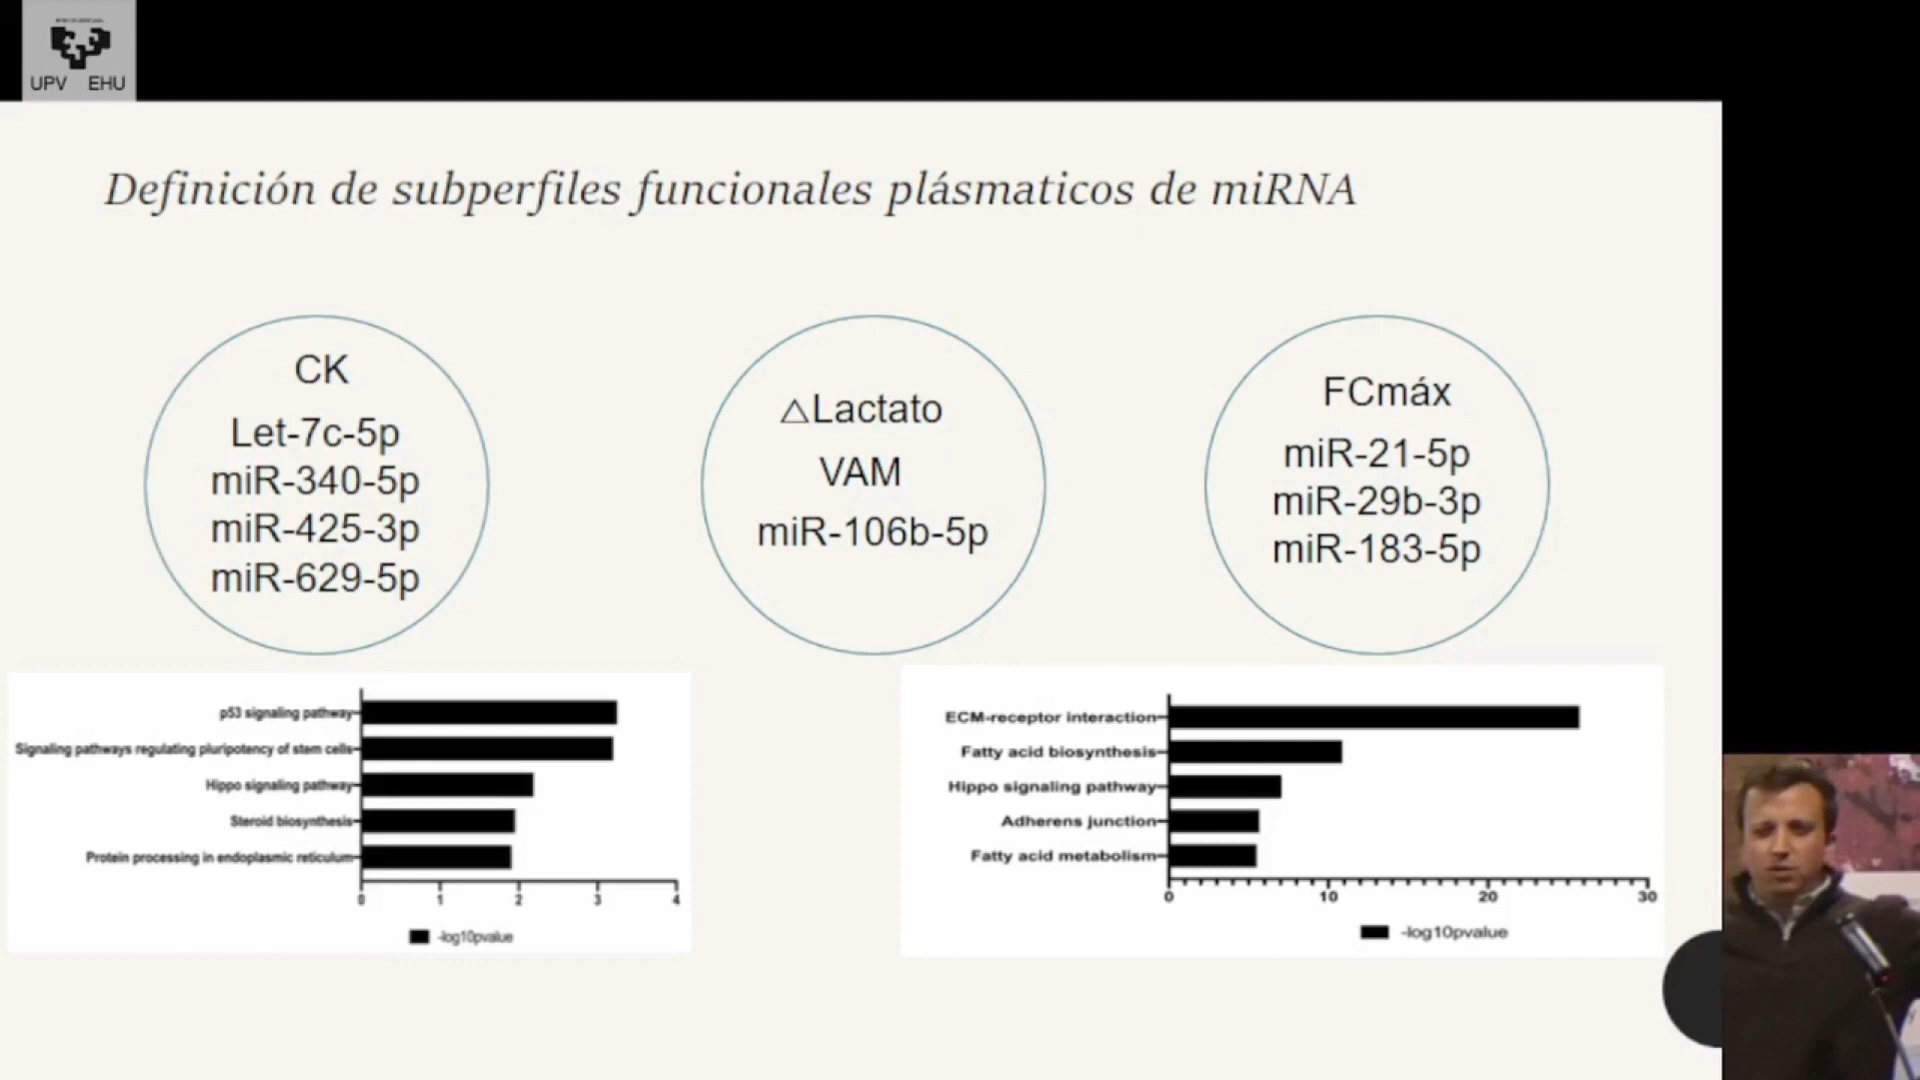 UPV EHU
Definición de subperfiles funcionales plásmaticos de miRNA
CK
Let-7c-5p
miR-340-5p
miR-425-3p
miR-629-5p
△Lactato
VAM
miR-106b-5p
FCmáx
miR-21-5p
miR-29b-3p
miR-183-5p
p53 signaling pathway
Signaling pathways regulating pluripotency of stem cells
Hippo signaling pathway
Steroid biosynthesis
Protein processing in endoplasmic reticulum
0 1 2 3 4
-log10pvalue
ECM-receptor interaction
Fatty acid biosynthesis
Hippo signaling pathway
Adherens junction
Fatty acid metabolism
0 10 20 30
-log10pvalue